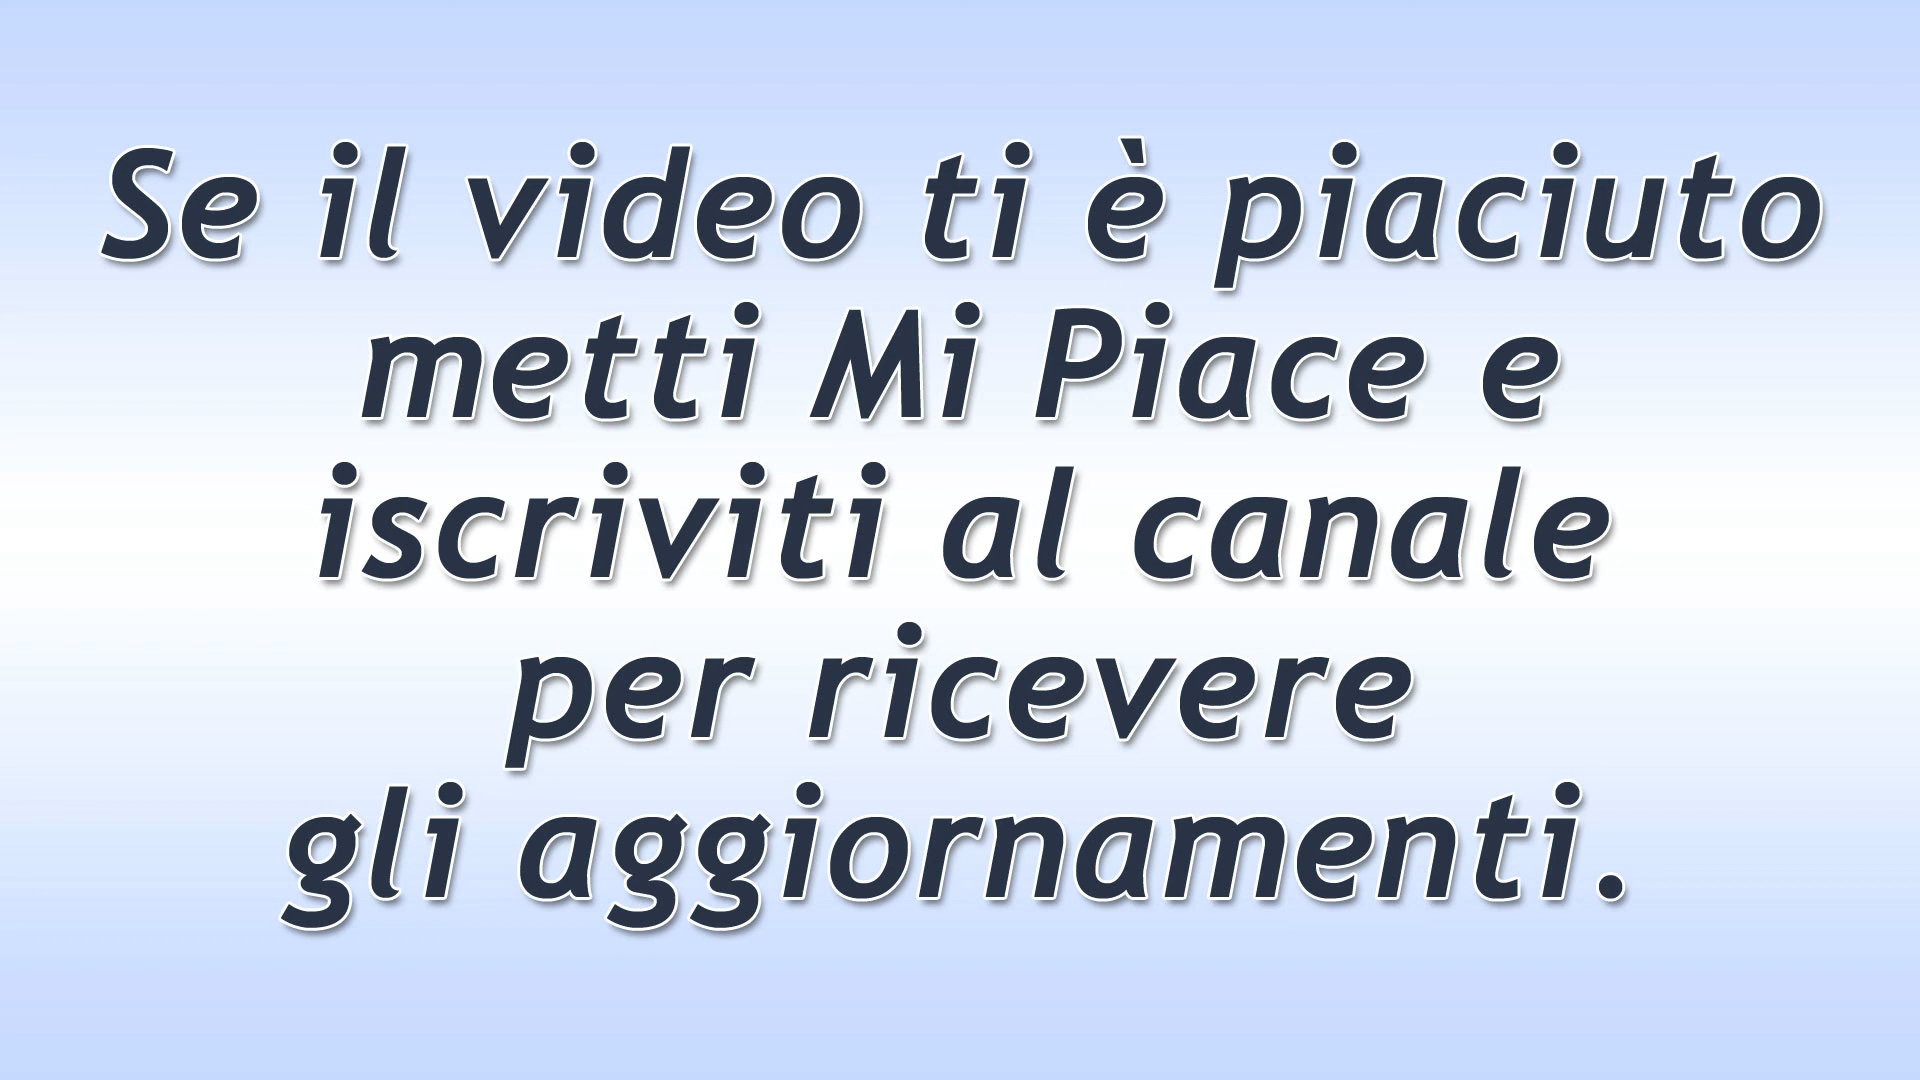 Se il video ti è piaciuto
metti Mi Piace e
iscriviti al canale
per ricevere
gli aggiornamenti.